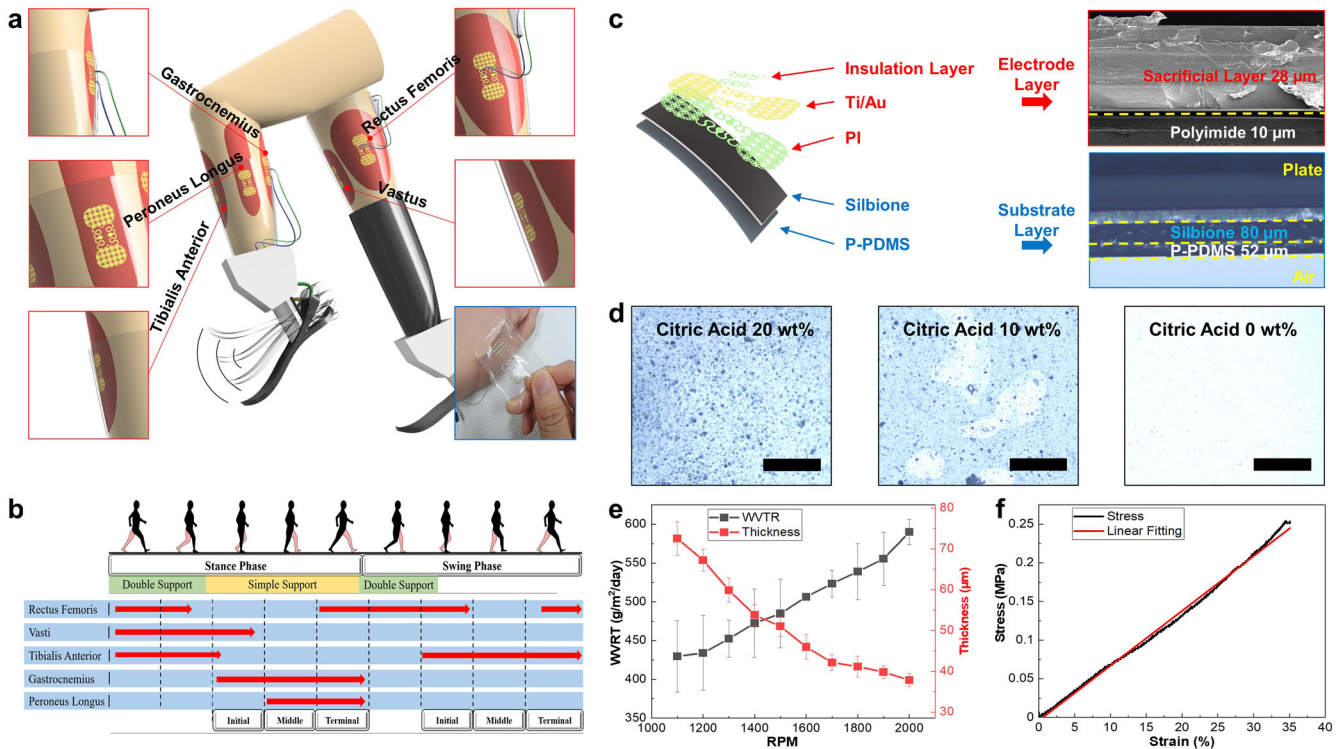 a
Gastrocnemius
Rectus Femoris
Peroneus Longus
Vastus
Tibialis Anterior
b
Stance Phase
Swing Phase
Double Support
Simple Support
Double Support
Rectus Femoris
Vasti
Tibialis Anterior
Gastrocnemius
Peroneus Longus
Initial
Middle
Terminal
Initial
Middle
Terminal
c
Insulation Layer
Ti/Au
PI
Silbione
P-PDMS
Electrode
Layer
Substrate
Layer
Sacrificial Layer 28 μm
Polyimide 10 μm
Plate
Silbione 80 μm
P-PDMS 52 μm
Air
d
Citric Acid 20 wt%
Citric Acid 10 wt%
Citric Acid 0 wt%
e
WVTR
Thickness
WVRT (g/m²/day)
600
550
500
450
400
350
1000
1200
1400
1600
1800
2000
RPM
80
70
60
50
40
30
Thickness (μm)
f
Stress
Linear Fitting
Stress (MPa)
0.25
0.2
0.15
0.1
0.05
0
0
5
10
15
20
25
30
35
40
Strain (%)